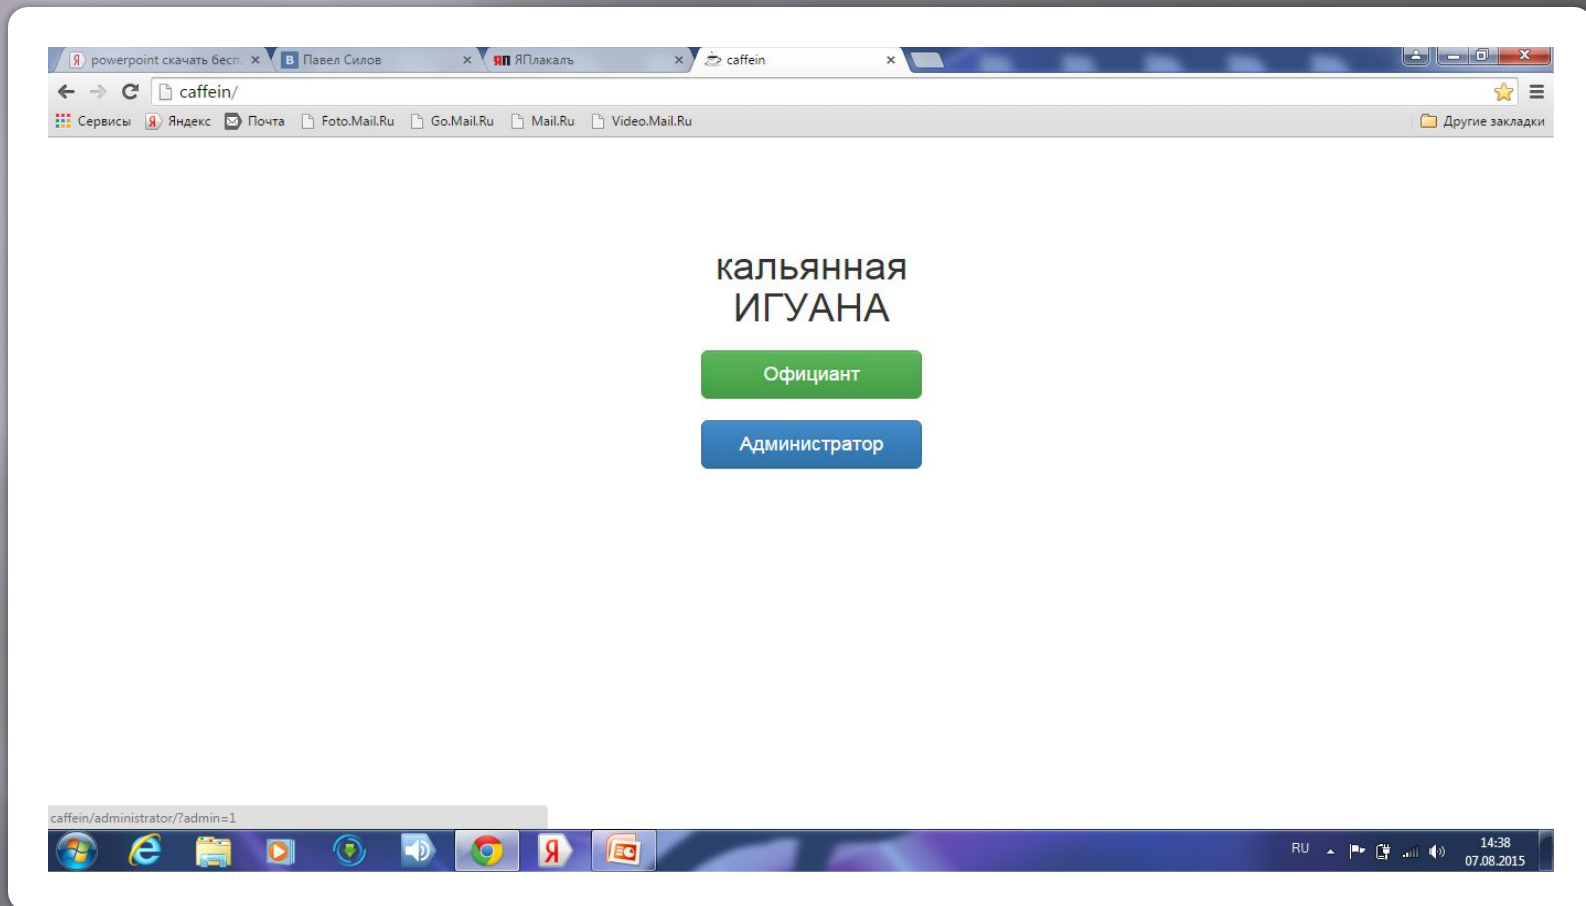 Я powerpoint скачать бесп
B Павел Силов
ЯП ЯПлакалъ
caffein
caffein/
Сервисы
Я Яндекс
Почта
Foto.Mail.Ru
Go.Mail.Ru
Mail.Ru
Video.Mail.Ru
Другие закладки
кальянная
ИГУАНА
Официант
Администратор
caffein/administrator/?admin=1
Я
RU
14:38
07.08.2015